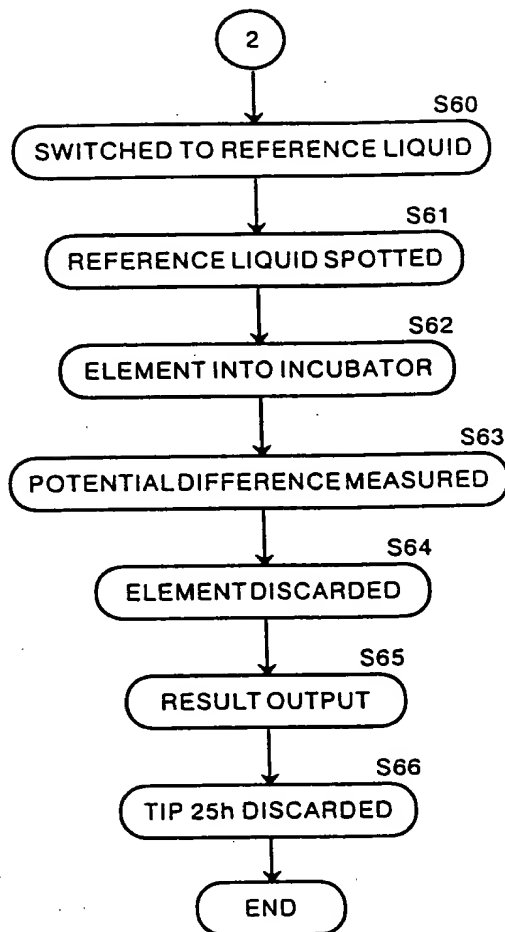 2
S60
SWITCHED TO REFERENCE LIQUID
S61
REFERENCE LIQUID SPOTTED
S62
ELEMENT INTO INCUBATOR
S63
POTENTIAL DIFFERENCE MEASURED
S64
ELEMENT DISCARDED
S65
RESULT OUTPUT
S66
TIP 25h DISCARDED
END